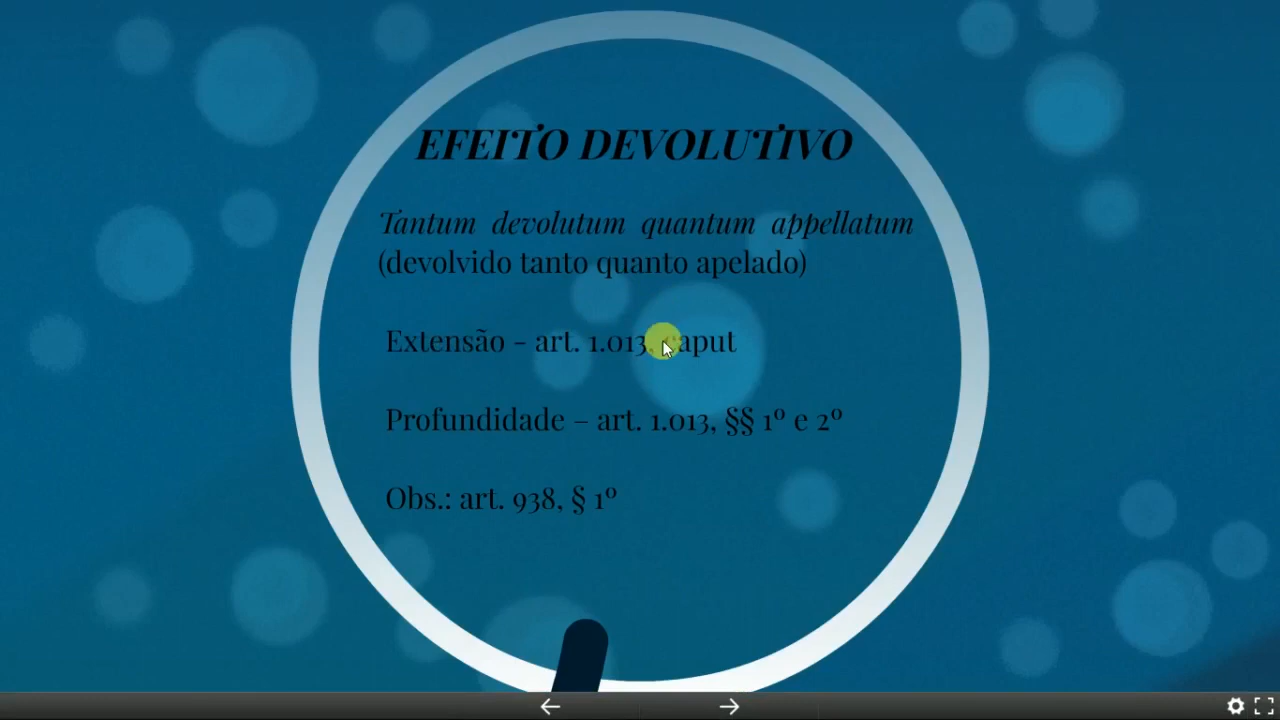 EFEITO DEVOLUTIVO
Tantum devolutum quantum appellatum
(devolvido tanto quanto apelado)
Extensão - art. 1.013, caput
Profundidade – art. 1.013, §§ 1º e 2º
Obs.: art. 938, § 1º